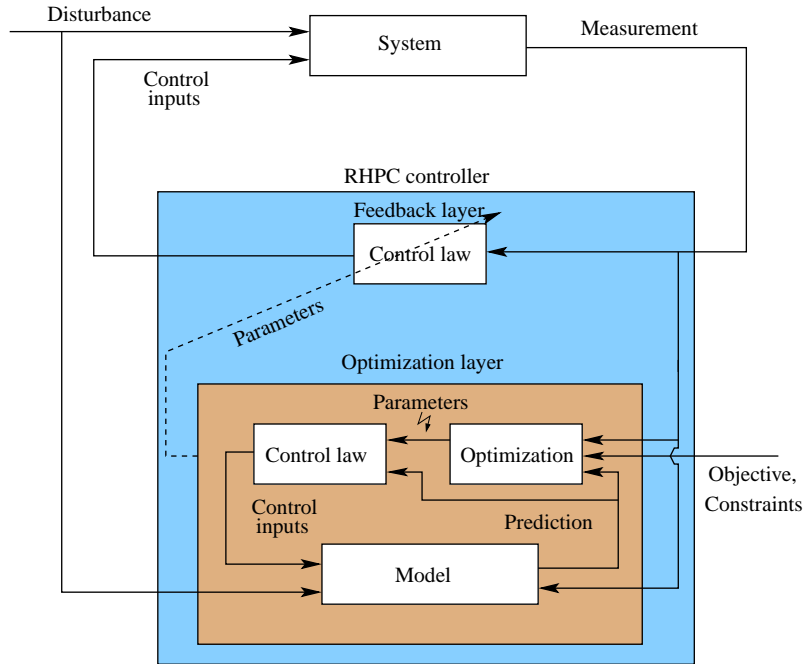 Disturbance
System
Measurement
Control
inputs
RHPC controller
Feedback layer
Control law
Parameters
Optimization layer
Parameters
Control law
Optimization
Objective,
Constraints
Control
inputs
Prediction
Model